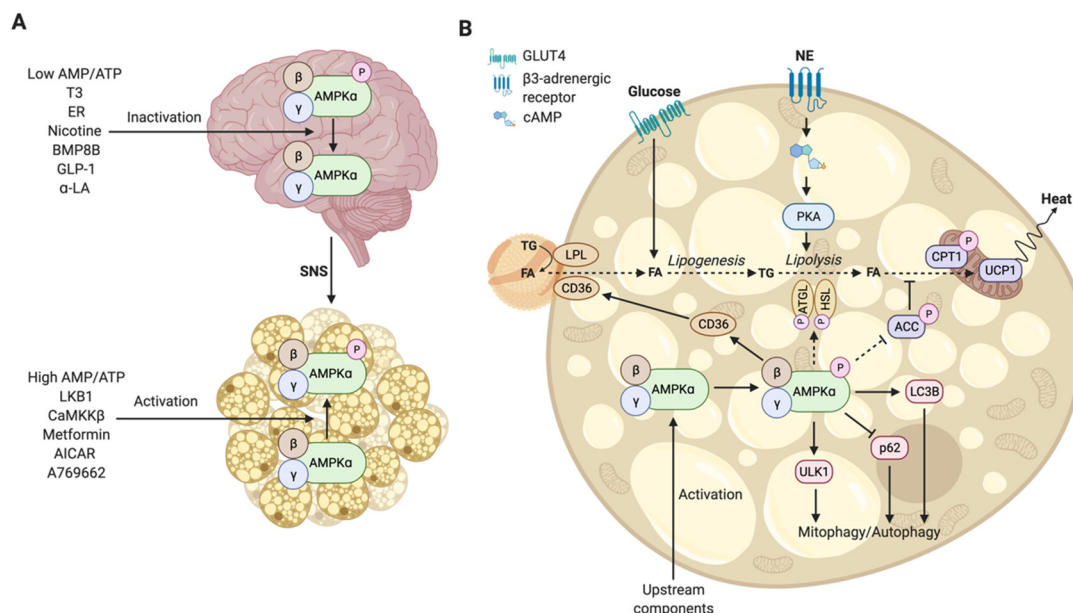 A
Low AMP/ATP
T3
ER
Nicotine
BMP8B
GLP-1
α-LA
Inactivation
β
P
γ
AMPKα
β
γ
AMPKα
SNS
High AMP/ATP
LKB1
CaMKKβ
Metformin
AICAR
A769662
Activation
β
P
γ
AMPKα
β
γ
AMPKα
B
GLUT4
β3-adrenergic
receptor
cAMP
NE
Glucose
PKA
Heat
TG
LPL
FA
CD36
FA
Lipogenesis
TG
Lipolysis
FA
CPT1
P
UCP1
ATGL
HSL
P
P
ACC
P
CD36
β
γ
AMPKα
β
γ
AMPKα
P
LC3B
p62
ULK1
Activation
Mitophagy/Autophagy
Upstream
components